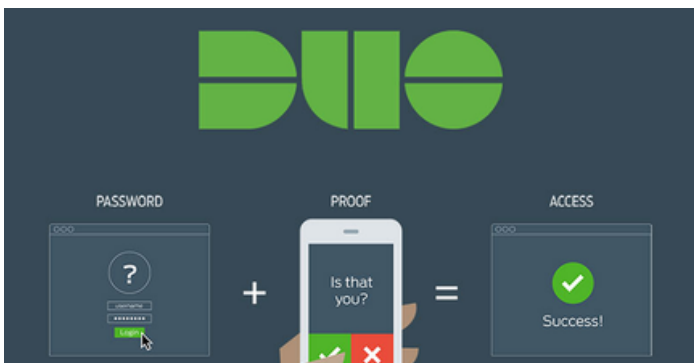 DUO
PASSWORD
PROOF
ACCESS
?
username
Login
+
Is that
you?
=
Success!